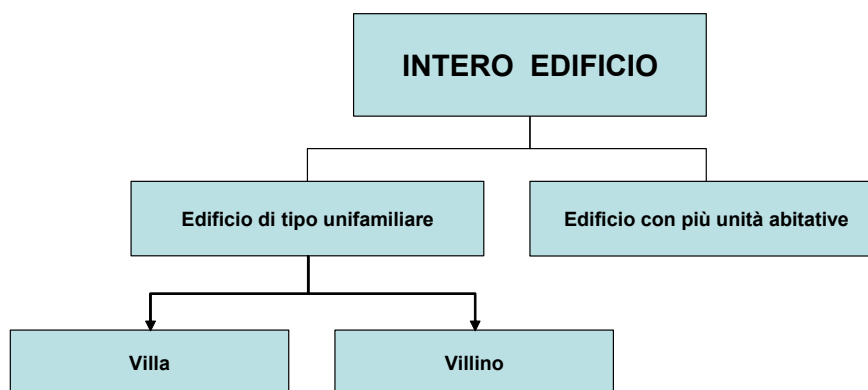 INTERO EDIFICIO
Edificio di tipo unifamiliare
Edificio con più unità abitative
Villa
Villino